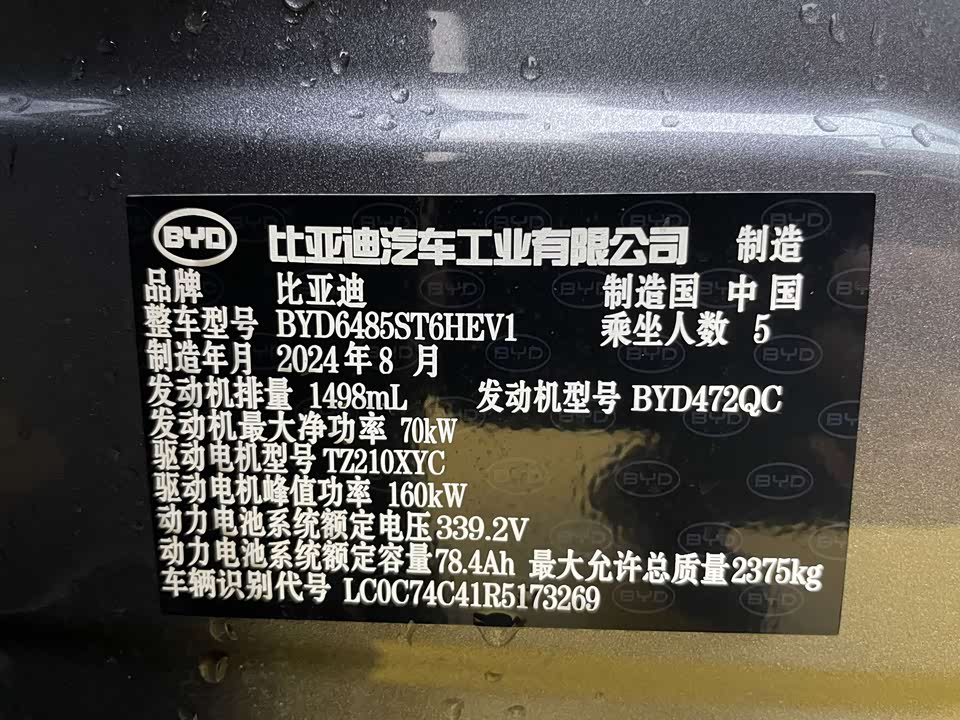 BYD 比亚迪汽车工业有限公司 制造
品牌 比亚迪 制造国 中国
整车型号 BYD6485ST6HEV1 乘坐人数 5
制造年月 2024年8月
发动机排量 1498mL 发动机型号 BYD472QC
发动机最大净功率 70kW
驱动电机型号 TZ210XYC
驱动电机峰值功率 160kW
动力电池系统额定电压 339.2V
动力电池系统额定容量 78.4Ah 最大允许总质量 2375kg
车辆识别代号 LC0C74C41R5173269